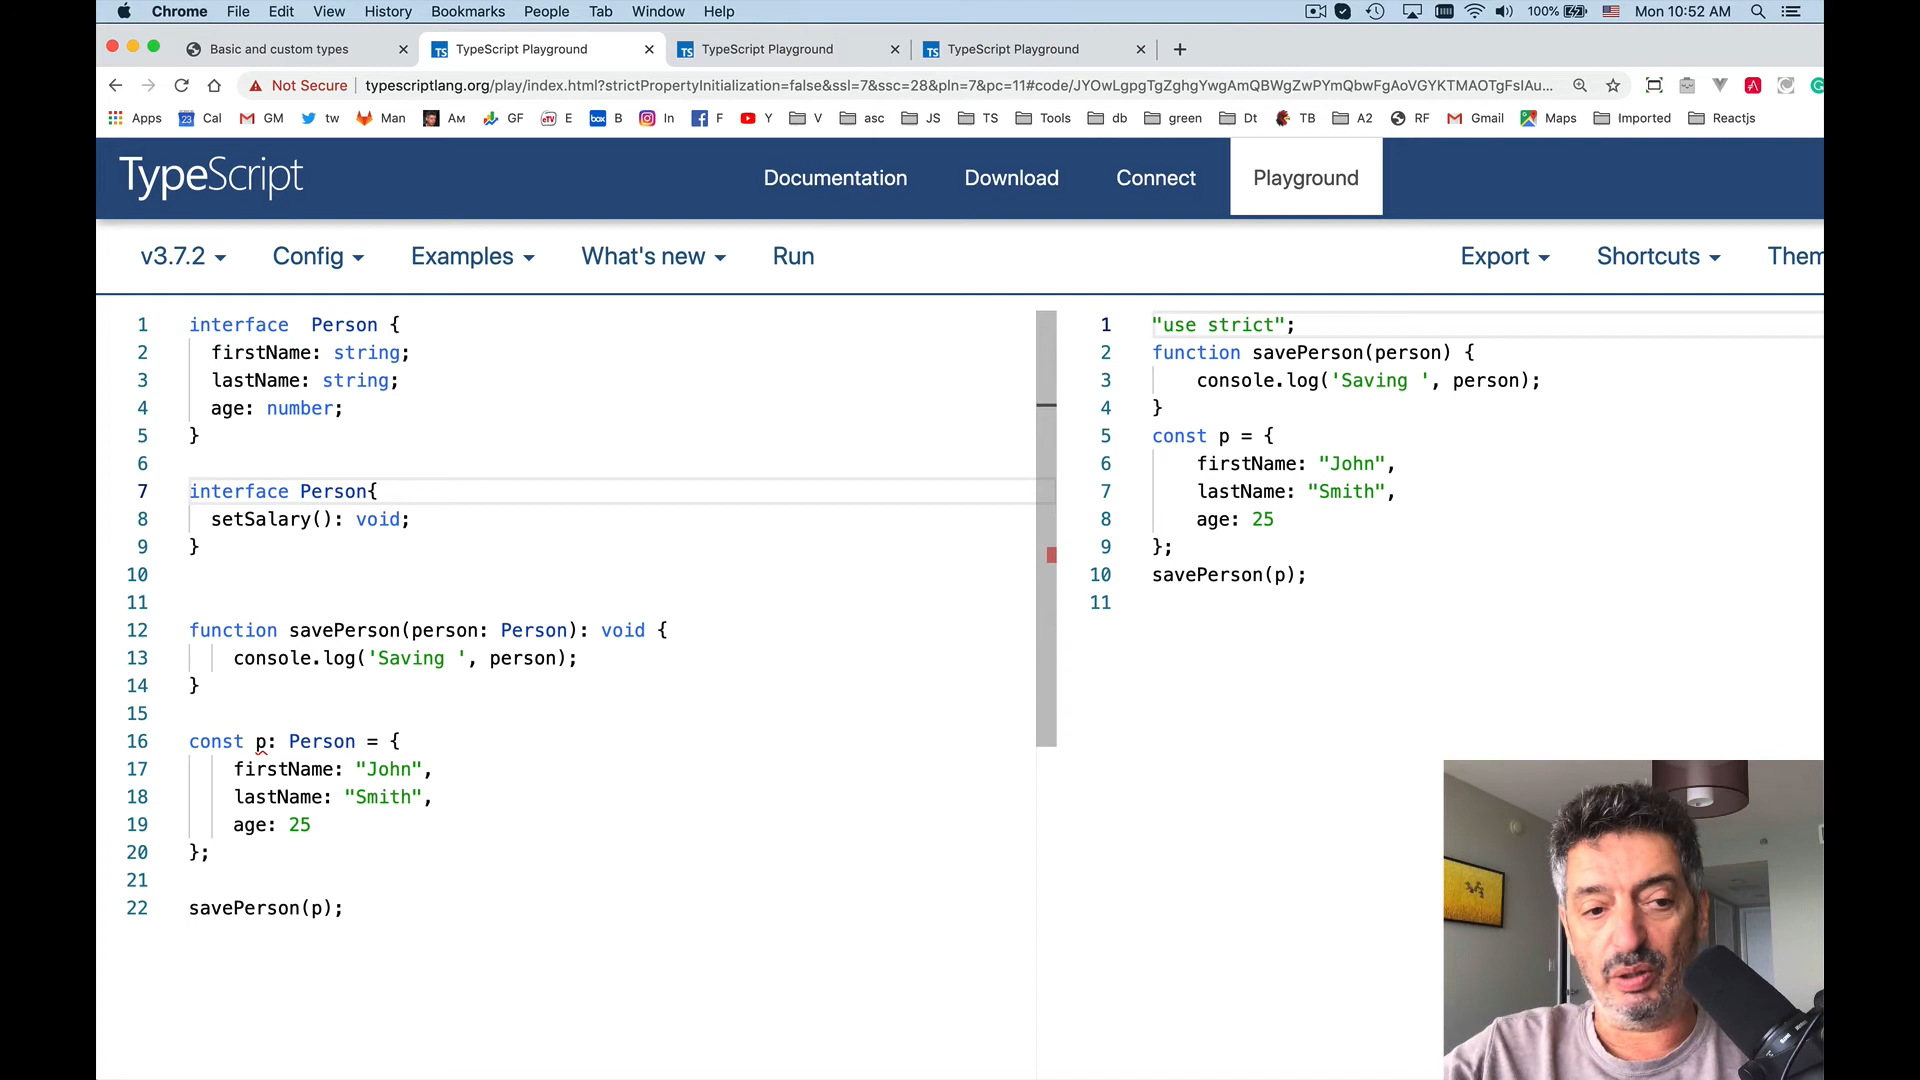 Chrome File Edit View History Bookmarks People Tab Window Help 100% Mon 10:52 AM
Basic and custom types TypeScript Playground TypeScript Playground TypeScript Playground
Not Secure typescriptlang.org/play/index.html?strictPropertyInitialization=false&ssl=7&ssc=28&pln=7&pc=11#code/JYOwLgpgTgZghgYwgAmQBWgZwPYmQbwFgAoVGYKTMAOTgFsIAu...
Apps 23 Cal GM tw Man Ам GF eTV E box B In F Y V asc JS TS Tools db green Dt TB A2 RF Gmail Maps Imported Reactjs
TypeScript Documentation Download Connect Playground
v3.7.2 Config Examples What's new Run Export Shortcuts Them
1 interface  Person {
2 firstName: string;
3 lastName: string;
4 age: number;
5 }
6
7 interface Person{
8 setSalary(): void;
9 }
10
11
12 function savePerson(person: Person): void {
13 console.log('Saving ', person);
14 }
15
16 const p: Person = {
17 firstName: "John",
18 lastName: "Smith",
19 age: 25
20 };
21
22 savePerson(p);
1 "use strict";
2 function savePerson(person) {
3 console.log('Saving ', person);
4 }
5 const p = {
6 firstName: "John",
7 lastName: "Smith",
8 age: 25
9 };
10 savePerson(p);
11